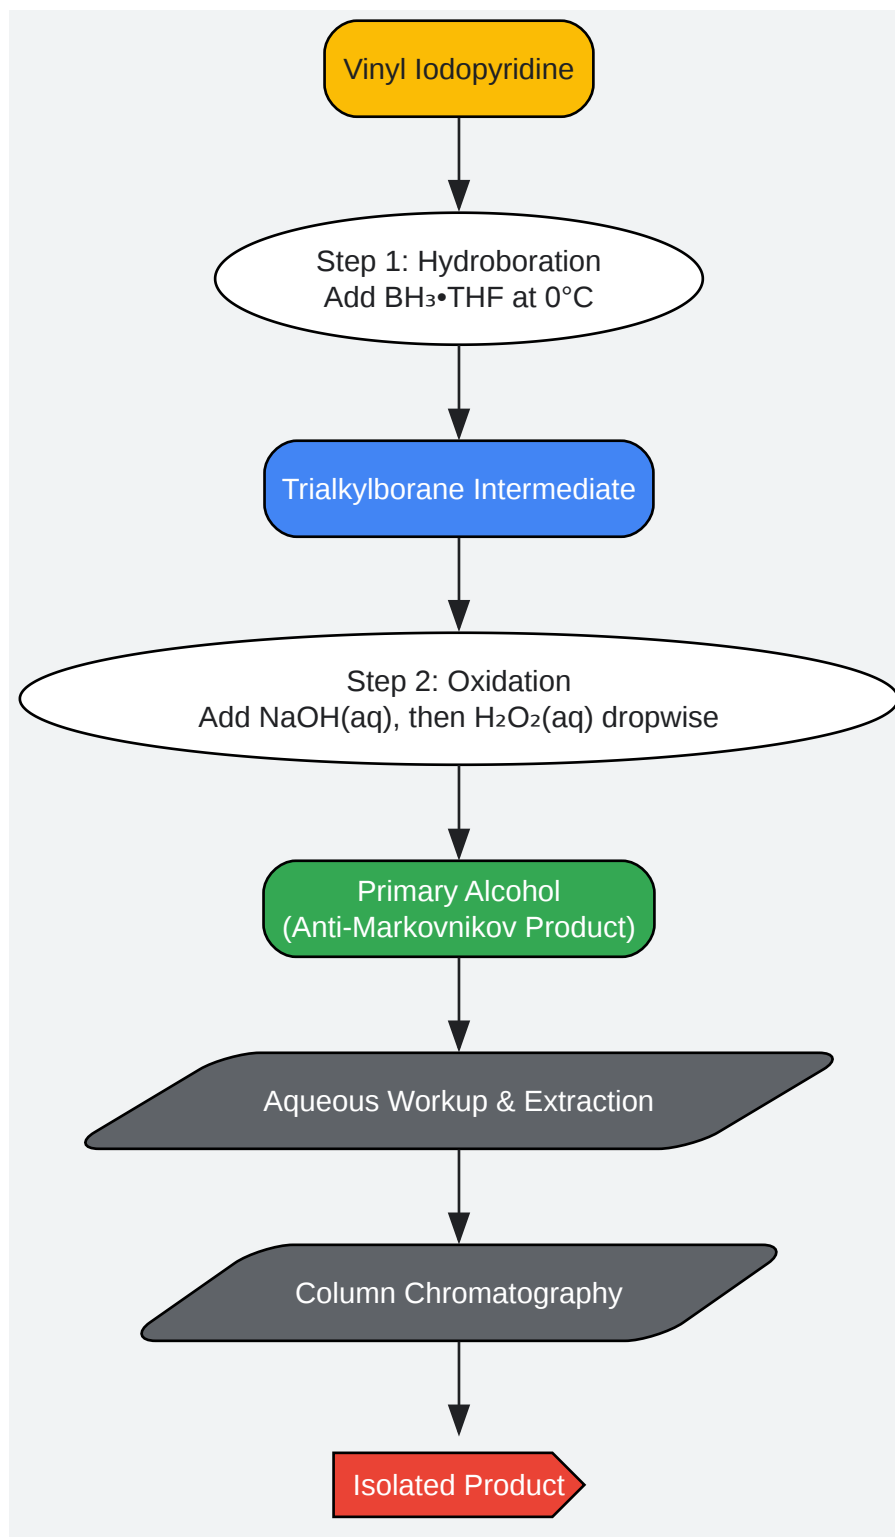 Vinyl Iodopyridine
Step 1: Hydroboration
Add BH₃•THF at 0°C
Trialkylborane Intermediate
Step 2: Oxidation
Add NaOH(aq), then H₂O₂(aq) dropwise
Primary Alcohol
(Anti-Markovnikov Product)
Aqueous Workup & Extraction
Column Chromatography
Isolated Product